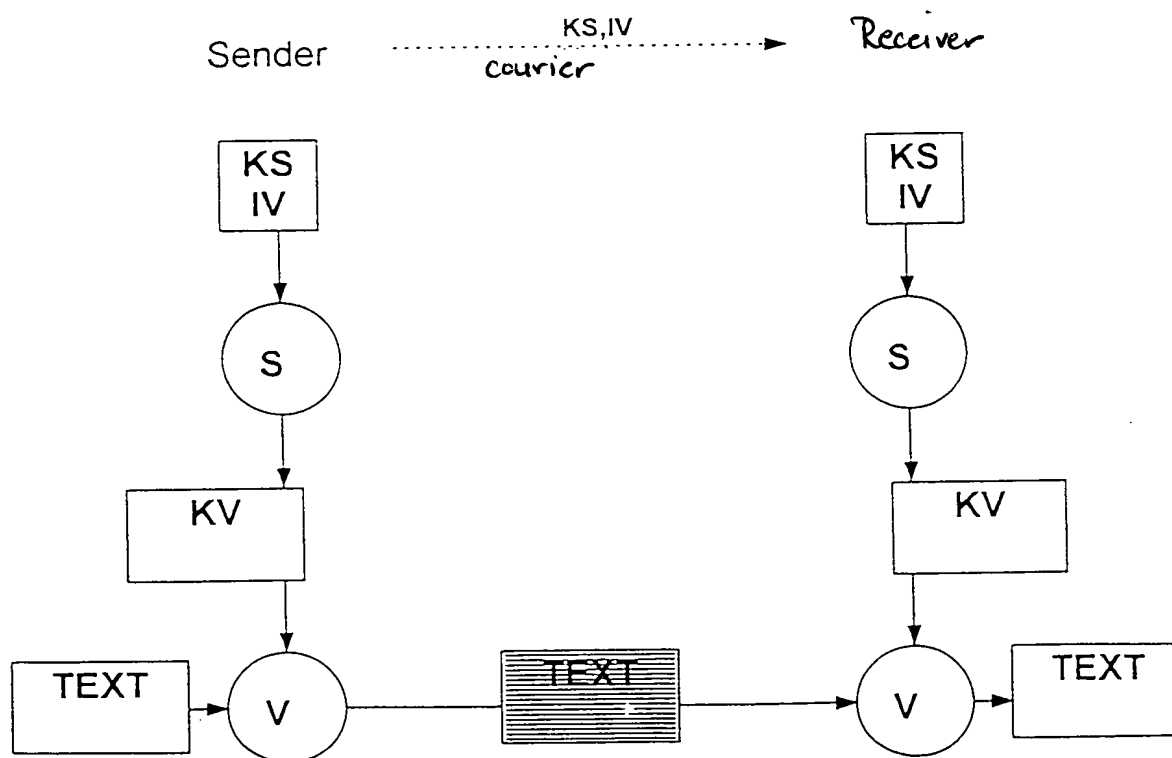 Sender
KS,IV
courier
Receiver
KS
IV
KS
IV
S
S
KV
KV
TEXT
V
TEXT
V
TEXT